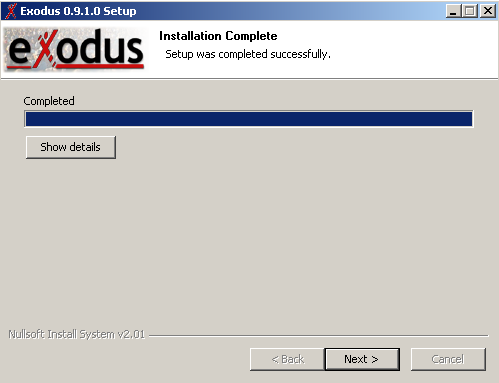 Exodus 0.9.1.0 Setup
eXodus
Installation Complete
Setup was completed successfully.
Completed
Show details
Nullsoft Install System v2.01
< Back
Next >
Cancel